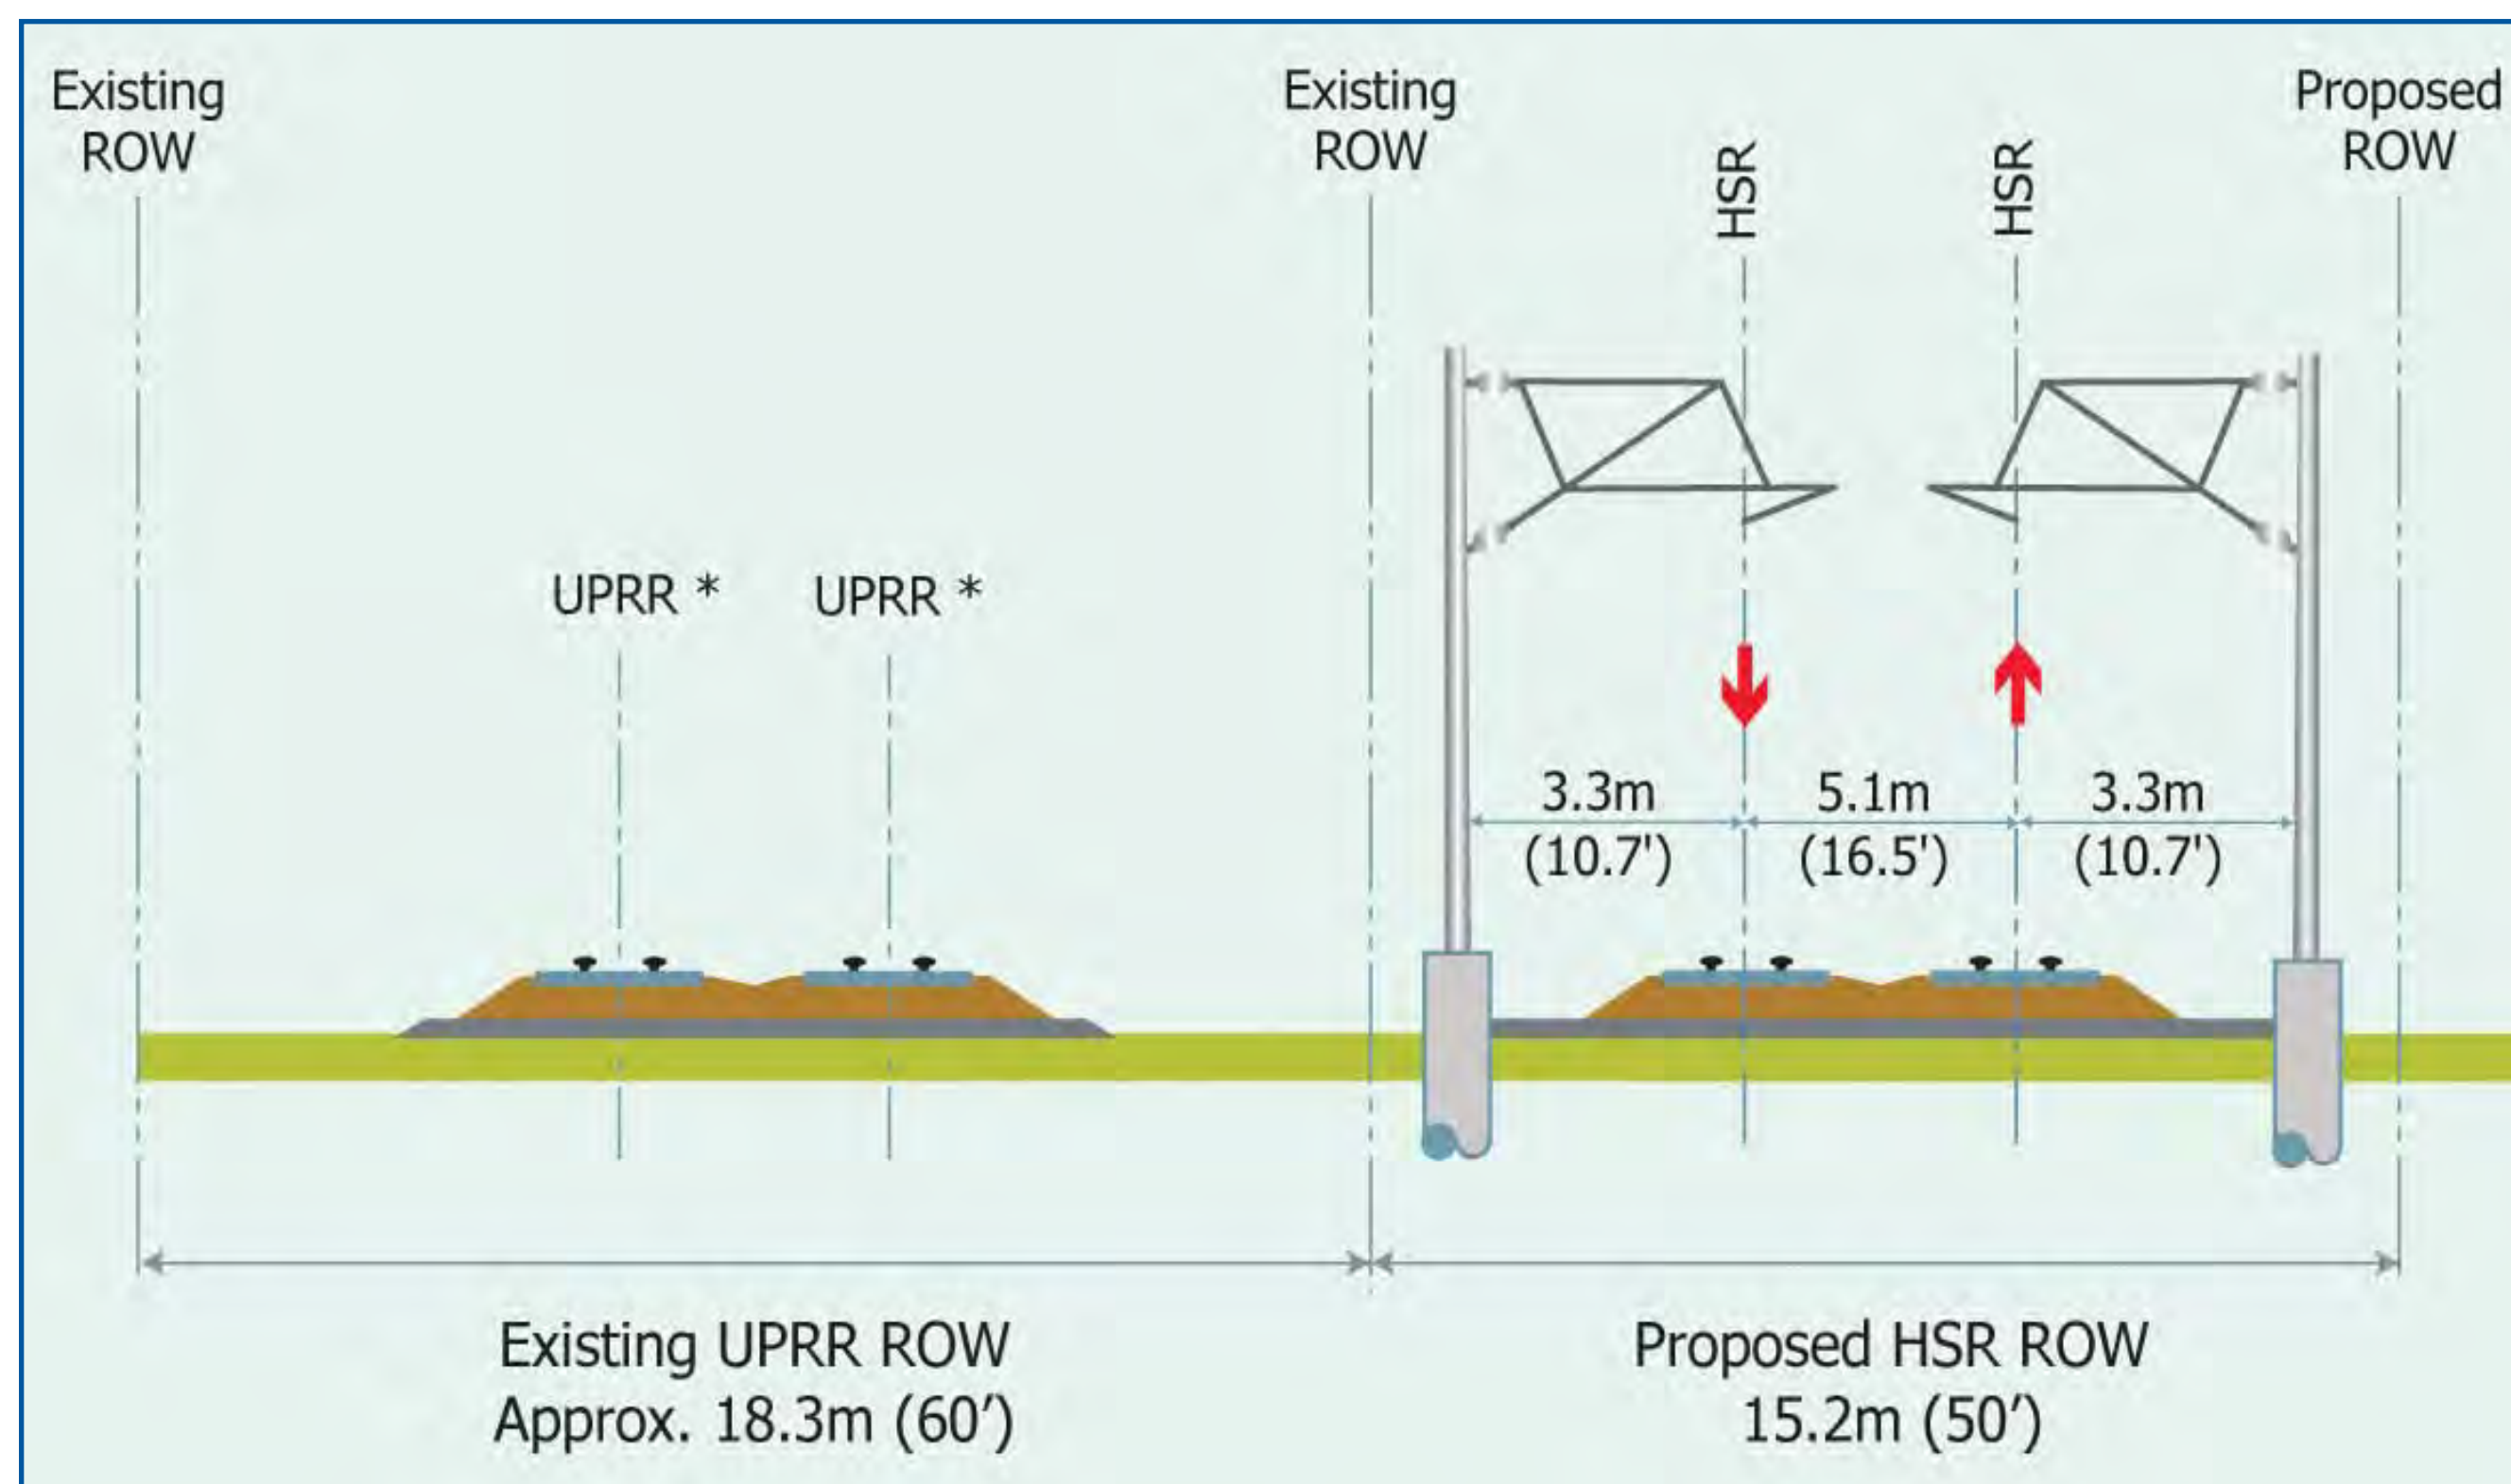 Existing
ROW
Existing
ROW
HSR
HSR
Proposed
ROW
UPRR *
UPRR *
3.3m
(10.7')
5.1m
(16.5')
3.3m
(10.7')
Existing UPRR ROW
Approx. 18.3m (60′)
Proposed HSR ROW
15.2m (50′)